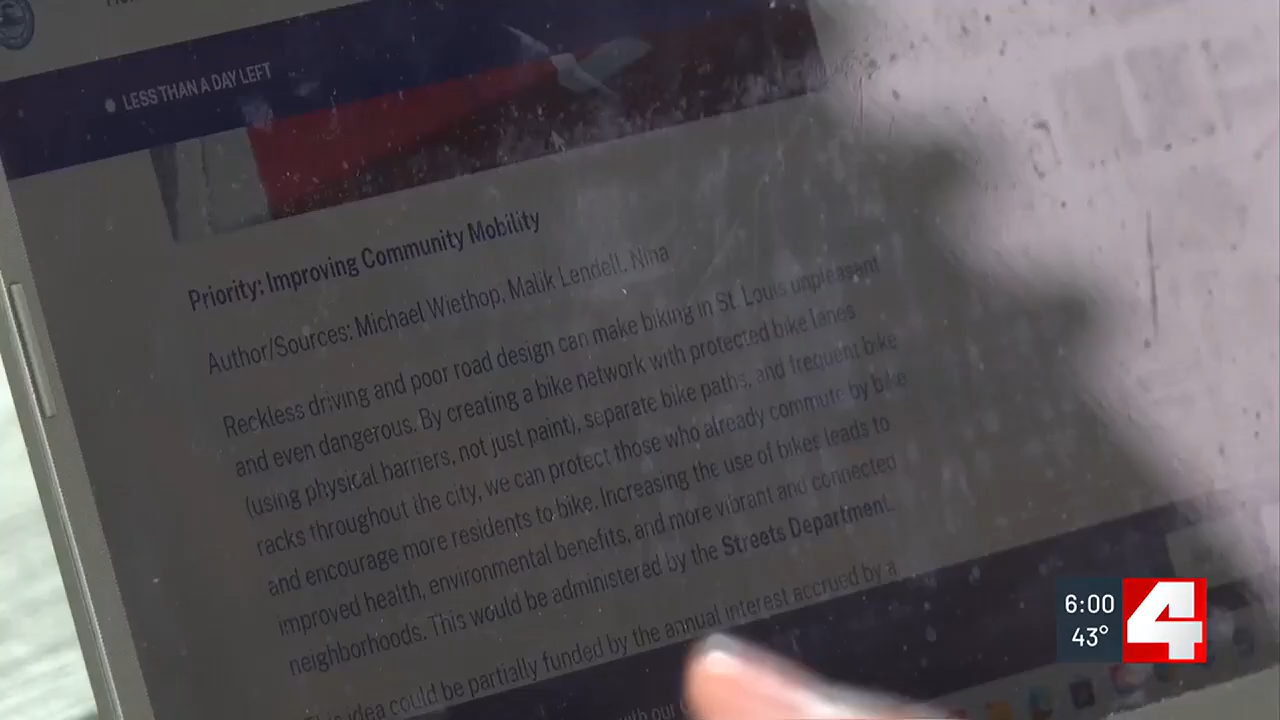 LESS THAN A DAY LEFT
Priority: Improving Community Mobility
Author/Sources: Michael Wiethop, Malik Lendell, Nina
Reckless driving and poor road design can make biking in St. Louis unpleasant
and even dangerous. By creating a bike network with protected bike lanes
(using physical barriers, not just paint), separate bike paths, and frequent bike
racks throughout the city, we can protect those who already commute by bike
and encourage more residents to bike. Increasing the use of bikes leads to
improved health, environmental benefits, and more vibrant and connected
neighborhoods. This would be administered by the Streets Department.
This idea could be partially funded by the annual interest accrued by a
with our
6:00
43°
4